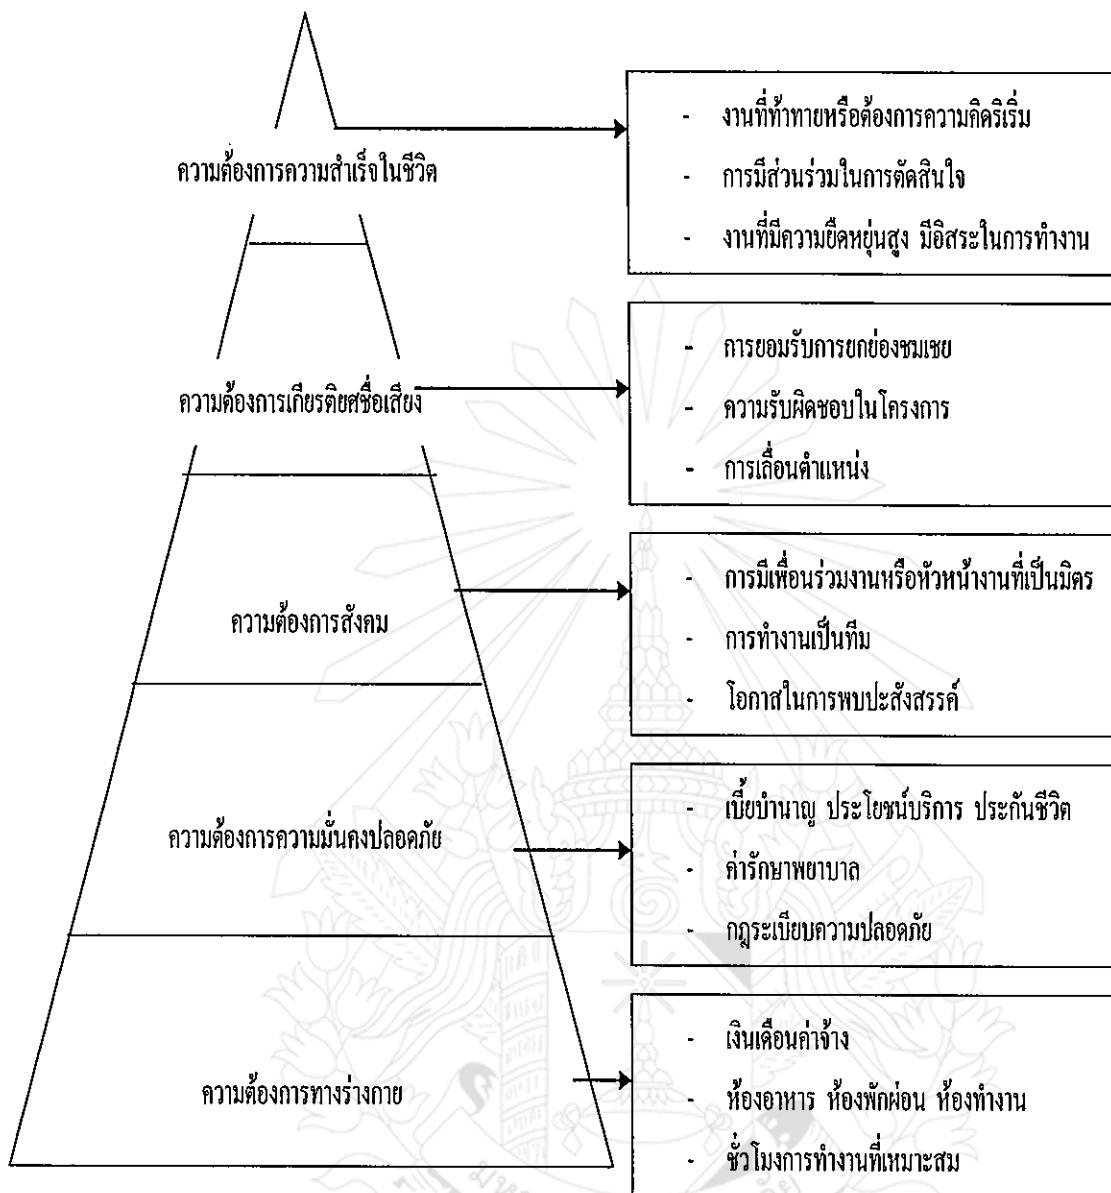 ความต้องการความสำเร็จในชีวิต
- งานที่ท้าทายหรือต้องการความคิดริเริ่ม
- การมีส่วนร่วมในการตัดสินใจ
- งานที่มีความยืดหยุ่นสูง มีอิสระในการทำงาน
ความต้องการเกียรติยศชื่อเสียง
- การยอมรับการยกย่องชมเชย
- ความรับผิดชอบในโครงการ
- การเลื่อนตำแหน่ง
ความต้องการสังคม
- การมีเพื่อนร่วมงานหรือหัวหน้างานที่เป็นมิตร
- การทำงานเป็นทีม
- โอกาสในการพบปะสังสรรค์
ความต้องการความมั่นคงปลอดภัย
- เบี้ยบำนาญ ประโยชน์บริการ ประกันชีวิต
- ค่ารักษาพยาบาล
- กฎระเบียบความปลอดภัย
ความต้องการทางร่างกาย
- เงินเดือนค่าจ้าง
- ห้องอาหาร ห้องพักผ่อน ห้องทำงาน
- ชั่วโมงการทำงานที่เหมาะสม